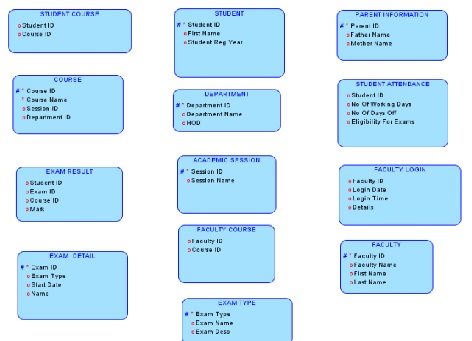 STUDENT COURSE
o Student ID
o Course ID
STUDENT
# * Student ID
o First Name
o Student Reg Year
PARENT INFORMATION
# * Parent ID
o Father Name
o Mother Name
COURSE
# * Course ID
* Course Name
o Session ID
o Department ID
DEPARTMENT
# * Department ID
o Department Name
o HOD
STUDENT ATTENDANCE
o Student ID
o No Of Working Days
o No Of Days Off
o Eligibility For Exams
EXAM RESULT
o Student ID
o Exam ID
o Course ID
o Mark
ACADEMIC SESSION
# * Session ID
o Session Name
FACULTY LOGIN
o Faculty ID
o Login Date
o Login Time
o Details
EXAM DETAIL
# * Exam ID
o Exam Type
o Start Date
o Name
FACULTY COURSE
o Faculty ID
o Course ID
FACULTY
# * Faculty ID
o Faculty Name
o First Name
o Last Name
EXAM TYPE
# * Exam Type
o Exam Name
o Exam Desp